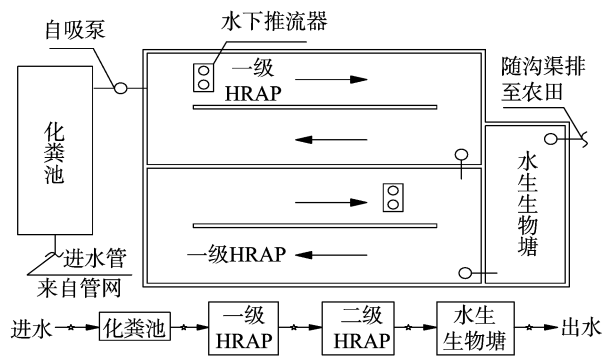 自吸泵
水下推流器
一级
HRAP
随沟渠排
至农田
化粪池
水生生物塘
一级HRAP
进水管
来自管网
进水
化粪池
一级
HRAP
二级
HRAP
水生
生物塘
出水